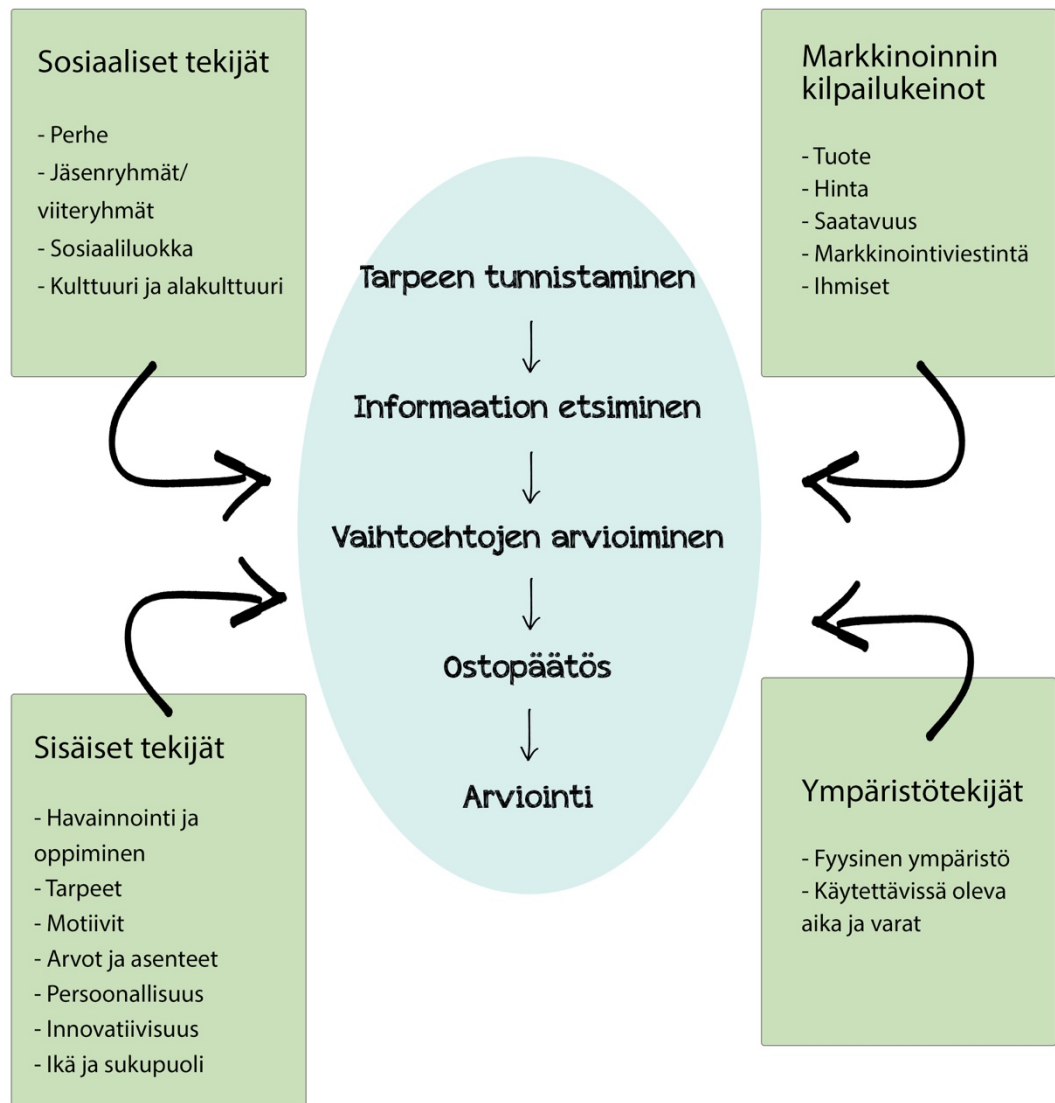 Sosiaaliset tekijät
- Perhe
- Jäsenryhmät/
viiteryhmät
- Sosiaaliluokka
- Kulttuuri ja alakulttuuri
Markkinoinnin
kilpailukeinot
- Tuote
- Hinta
- Saatavuus
- Markkinointiviestintä
- Ihmiset
Tarpeen tunnistaminen
Informaation etsiminen
Vaihtoehtojen arvioiminen
Ostopäätös
Arviointi
Sisäiset tekijät
- Havainnointi ja
oppiminen
- Tarpeet
- Motiivit
- Arvot ja asenteet
- Persoonallisuus
- Innovatiivisuus
- Ikä ja sukupuoli
Ympäristötekijät
- Fyysinen ympäristö
- Käytettävissä oleva
aika ja varat